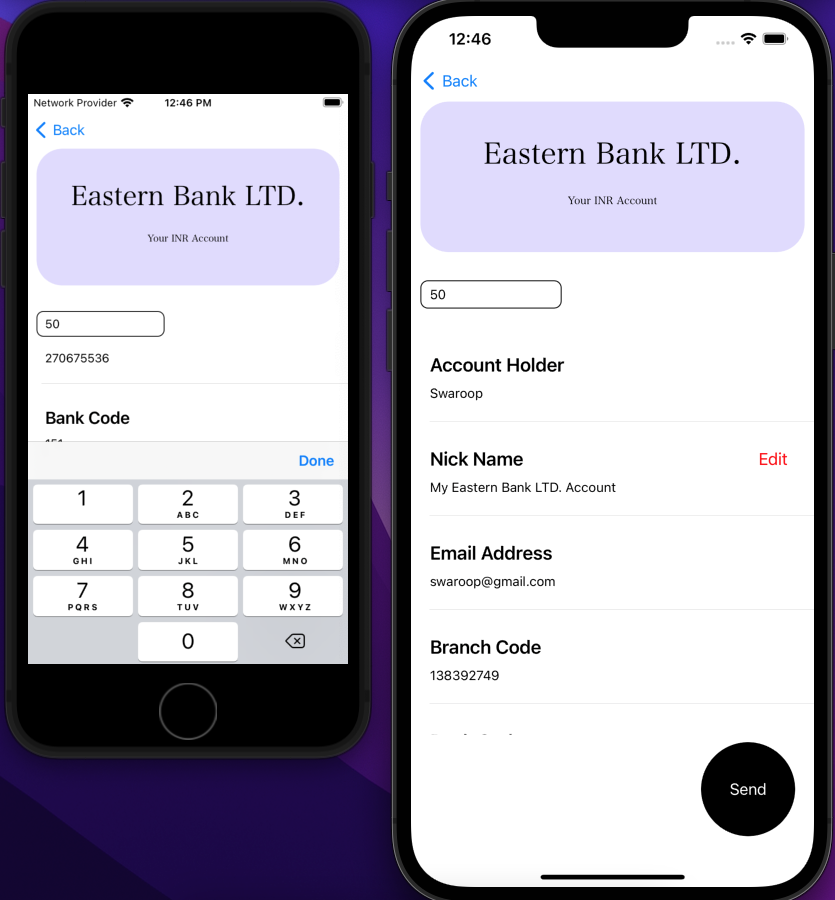 Network Provider 12:46 PM
Back
Eastern Bank LTD.
Your INR Account
50
270675536
Bank Code
Done
1
2
ABC
3
DEF
4
GHI
5
JKL
6
MNO
7
PQRS
8
TUV
9
WXYZ
0
12:46
Back
Eastern Bank LTD.
Your INR Account
50
Account Holder
Swaroop
Nick Name
Edit
My Eastern Bank LTD. Account
Email Address
swaroop@gmail.com
Branch Code
138392749
Send